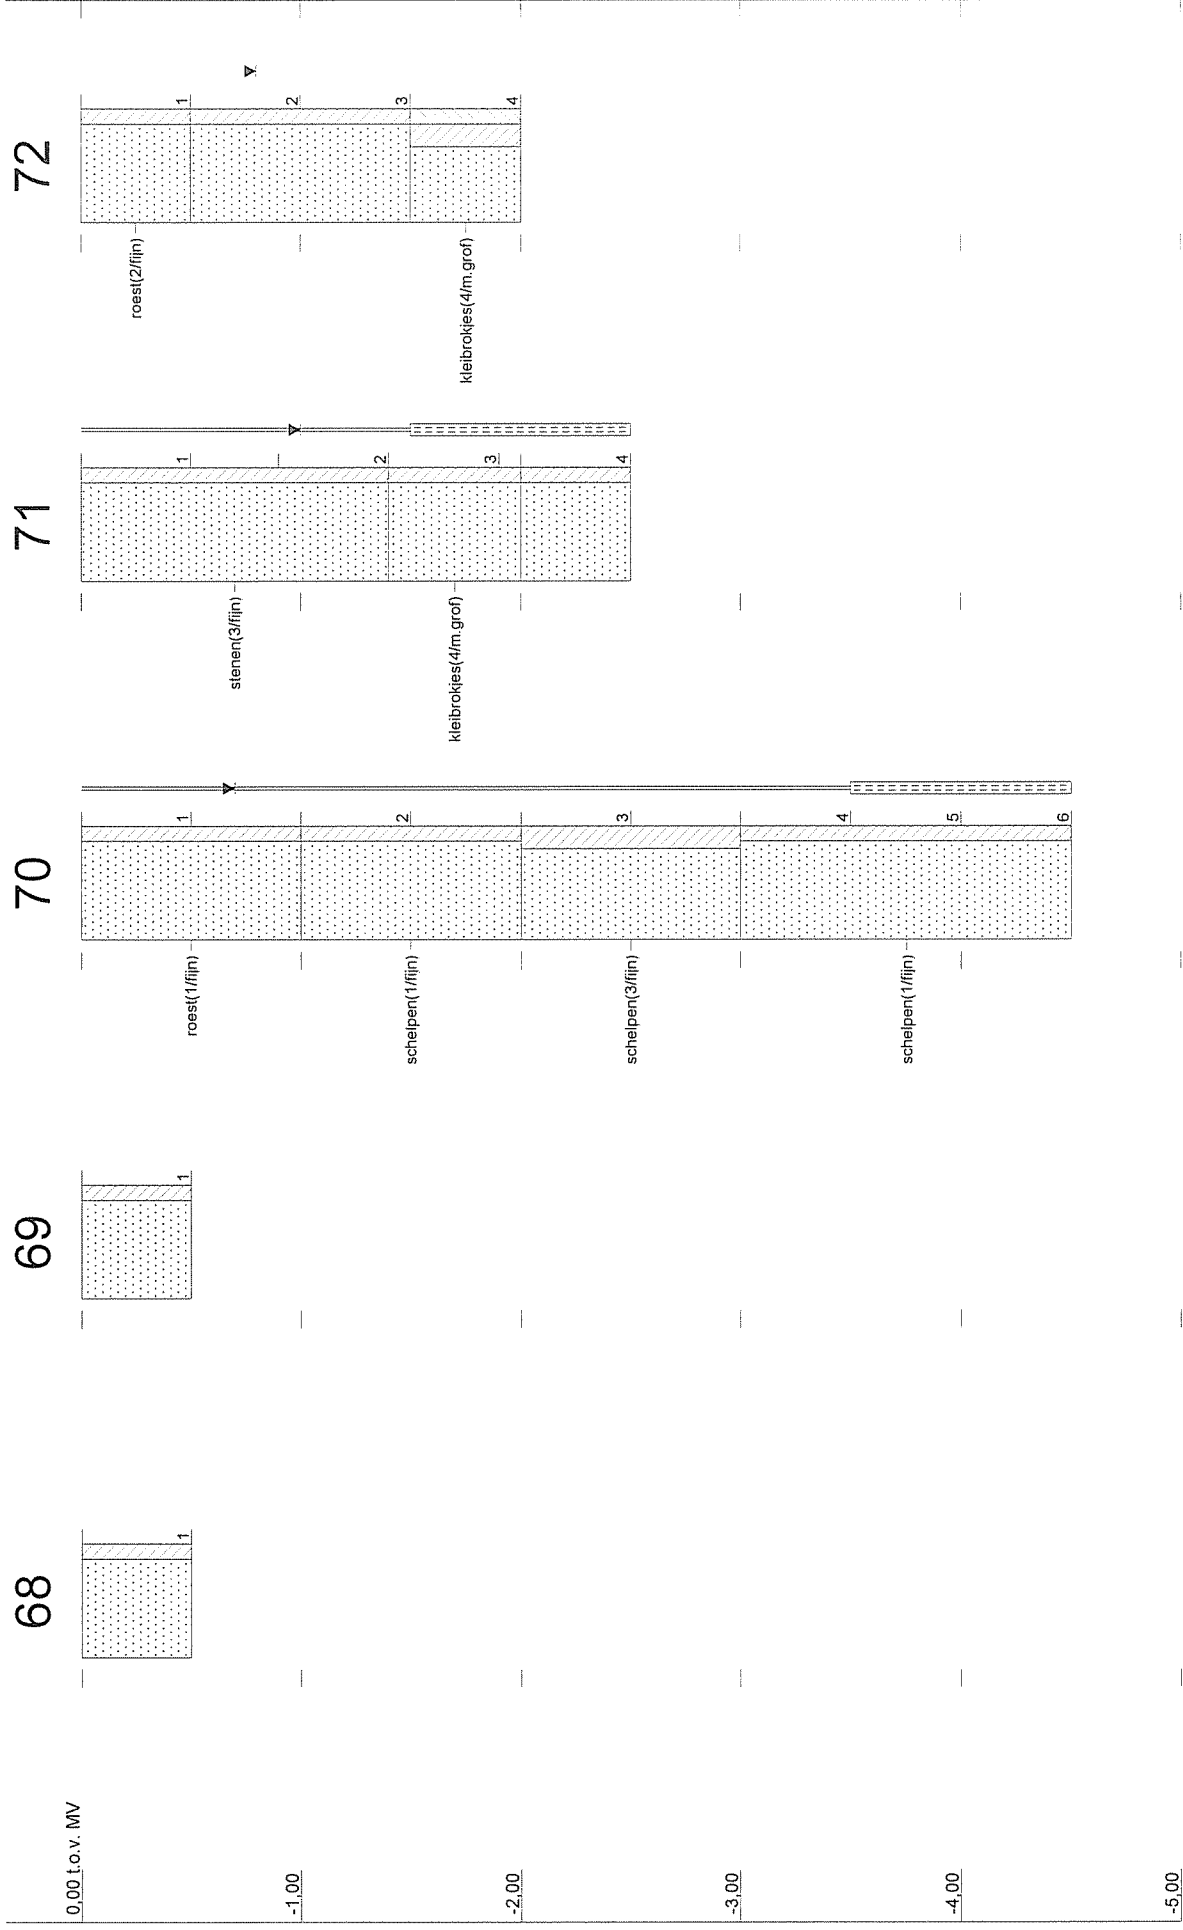 68
69
70
71
72
0,00 t.o.v. MV
-1,00
-2,00
-3,00
-4,00
-5,00
1
1
roest(1/fijn)
schelpen(1/fijn)
schelpen(3/fijn)
schelpen(1/fijn)
1
2
3
4
5
6
stenen(3/fijn)
kleibrokjes(4/m.grof)
1
2
3
4
roest(2/fijn)
kleibrokjes(4/m.grof)
1
2
3
4